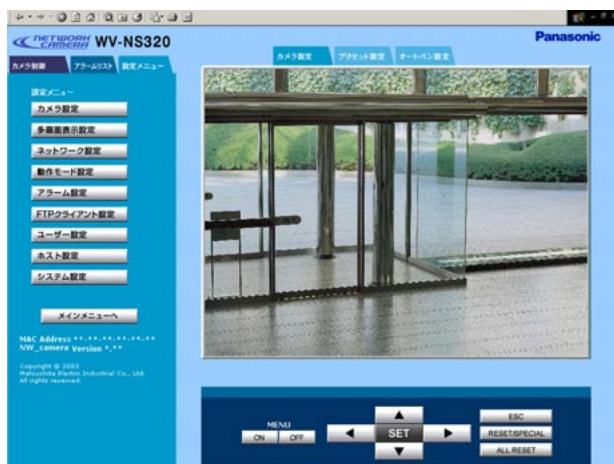 NETWORK CAMERA WV-NS320
Panasonic
カメラ制御 アラームリスト 設定メニュー
カメラ設定 プリセット設定 オートパン設定
設定メニュー
カメラ設定
多画面表示設定
ネットワーク設定
動作モード設定
アラーム設定
FTPクライアント設定
ユーザー設定
ホスト設定
システム設定
メインメニューへ
MAC Address **.**.**.**.**.**
NW_camera Version *.**
Copyright © 2003
Matsushita Electric Industrial Co., Ltd.
All rights reserved.
MENU
ON OFF
SET
ESC
RESET/SPECIAL
ALL RESET